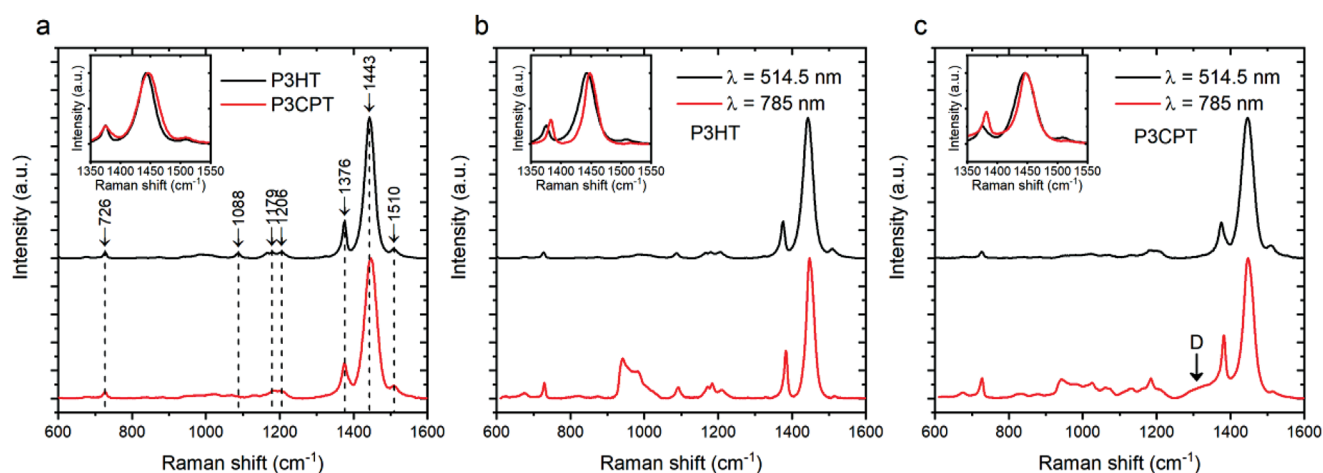 a
P3HT
P3CPT
Intensity (a.u.)
1350 1400 1450 1500 1550
Raman shift (cm⁻¹)
726
1088
1179
1206
1376
1443
1510
Intensity (a.u.)
600 800 1000 1200 1400 1600
Raman shift (cm⁻¹)
b
λ = 514.5 nm
λ = 785 nm
P3HT
Intensity (a.u.)
1350 1400 1450 1500 1550
Raman shift (cm⁻¹)
Intensity (a.u.)
600 800 1000 1200 1400 1600
Raman shift (cm⁻¹)
c
λ = 514.5 nm
λ = 785 nm
P3CPT
Intensity (a.u.)
1350 1400 1450 1500 1550
Raman shift (cm⁻¹)
D
Intensity (a.u.)
600 800 1000 1200 1400 1600
Raman shift (cm⁻¹)